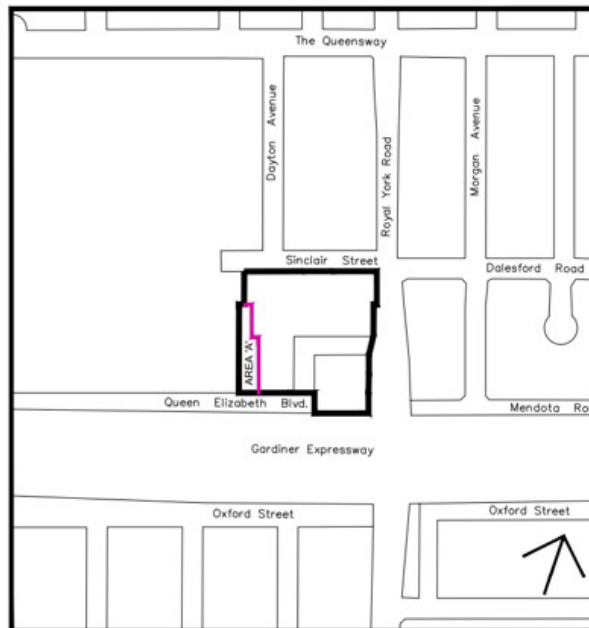 The Queensway
Dayton Avenue
Royal York Road
Morgan Avenue
Sinclair Street
Dalesford Road
AREA 'A'
Queen Elizabeth Blvd.
Mendota Ro
Gardiner Expressway
Oxford Street
Oxford Street